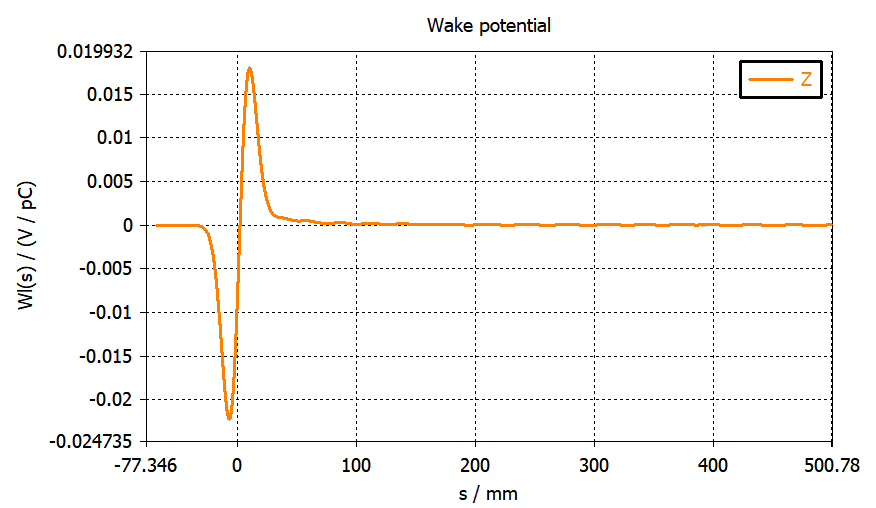 Wake potential
0.019932
0.015
0.01
0.005
0
-0.005
-0.01
-0.015
-0.02
-0.024735
Wl(s) / (V / pC)
Z
-77.346 0 100 200 300 400 500.78
s / mm